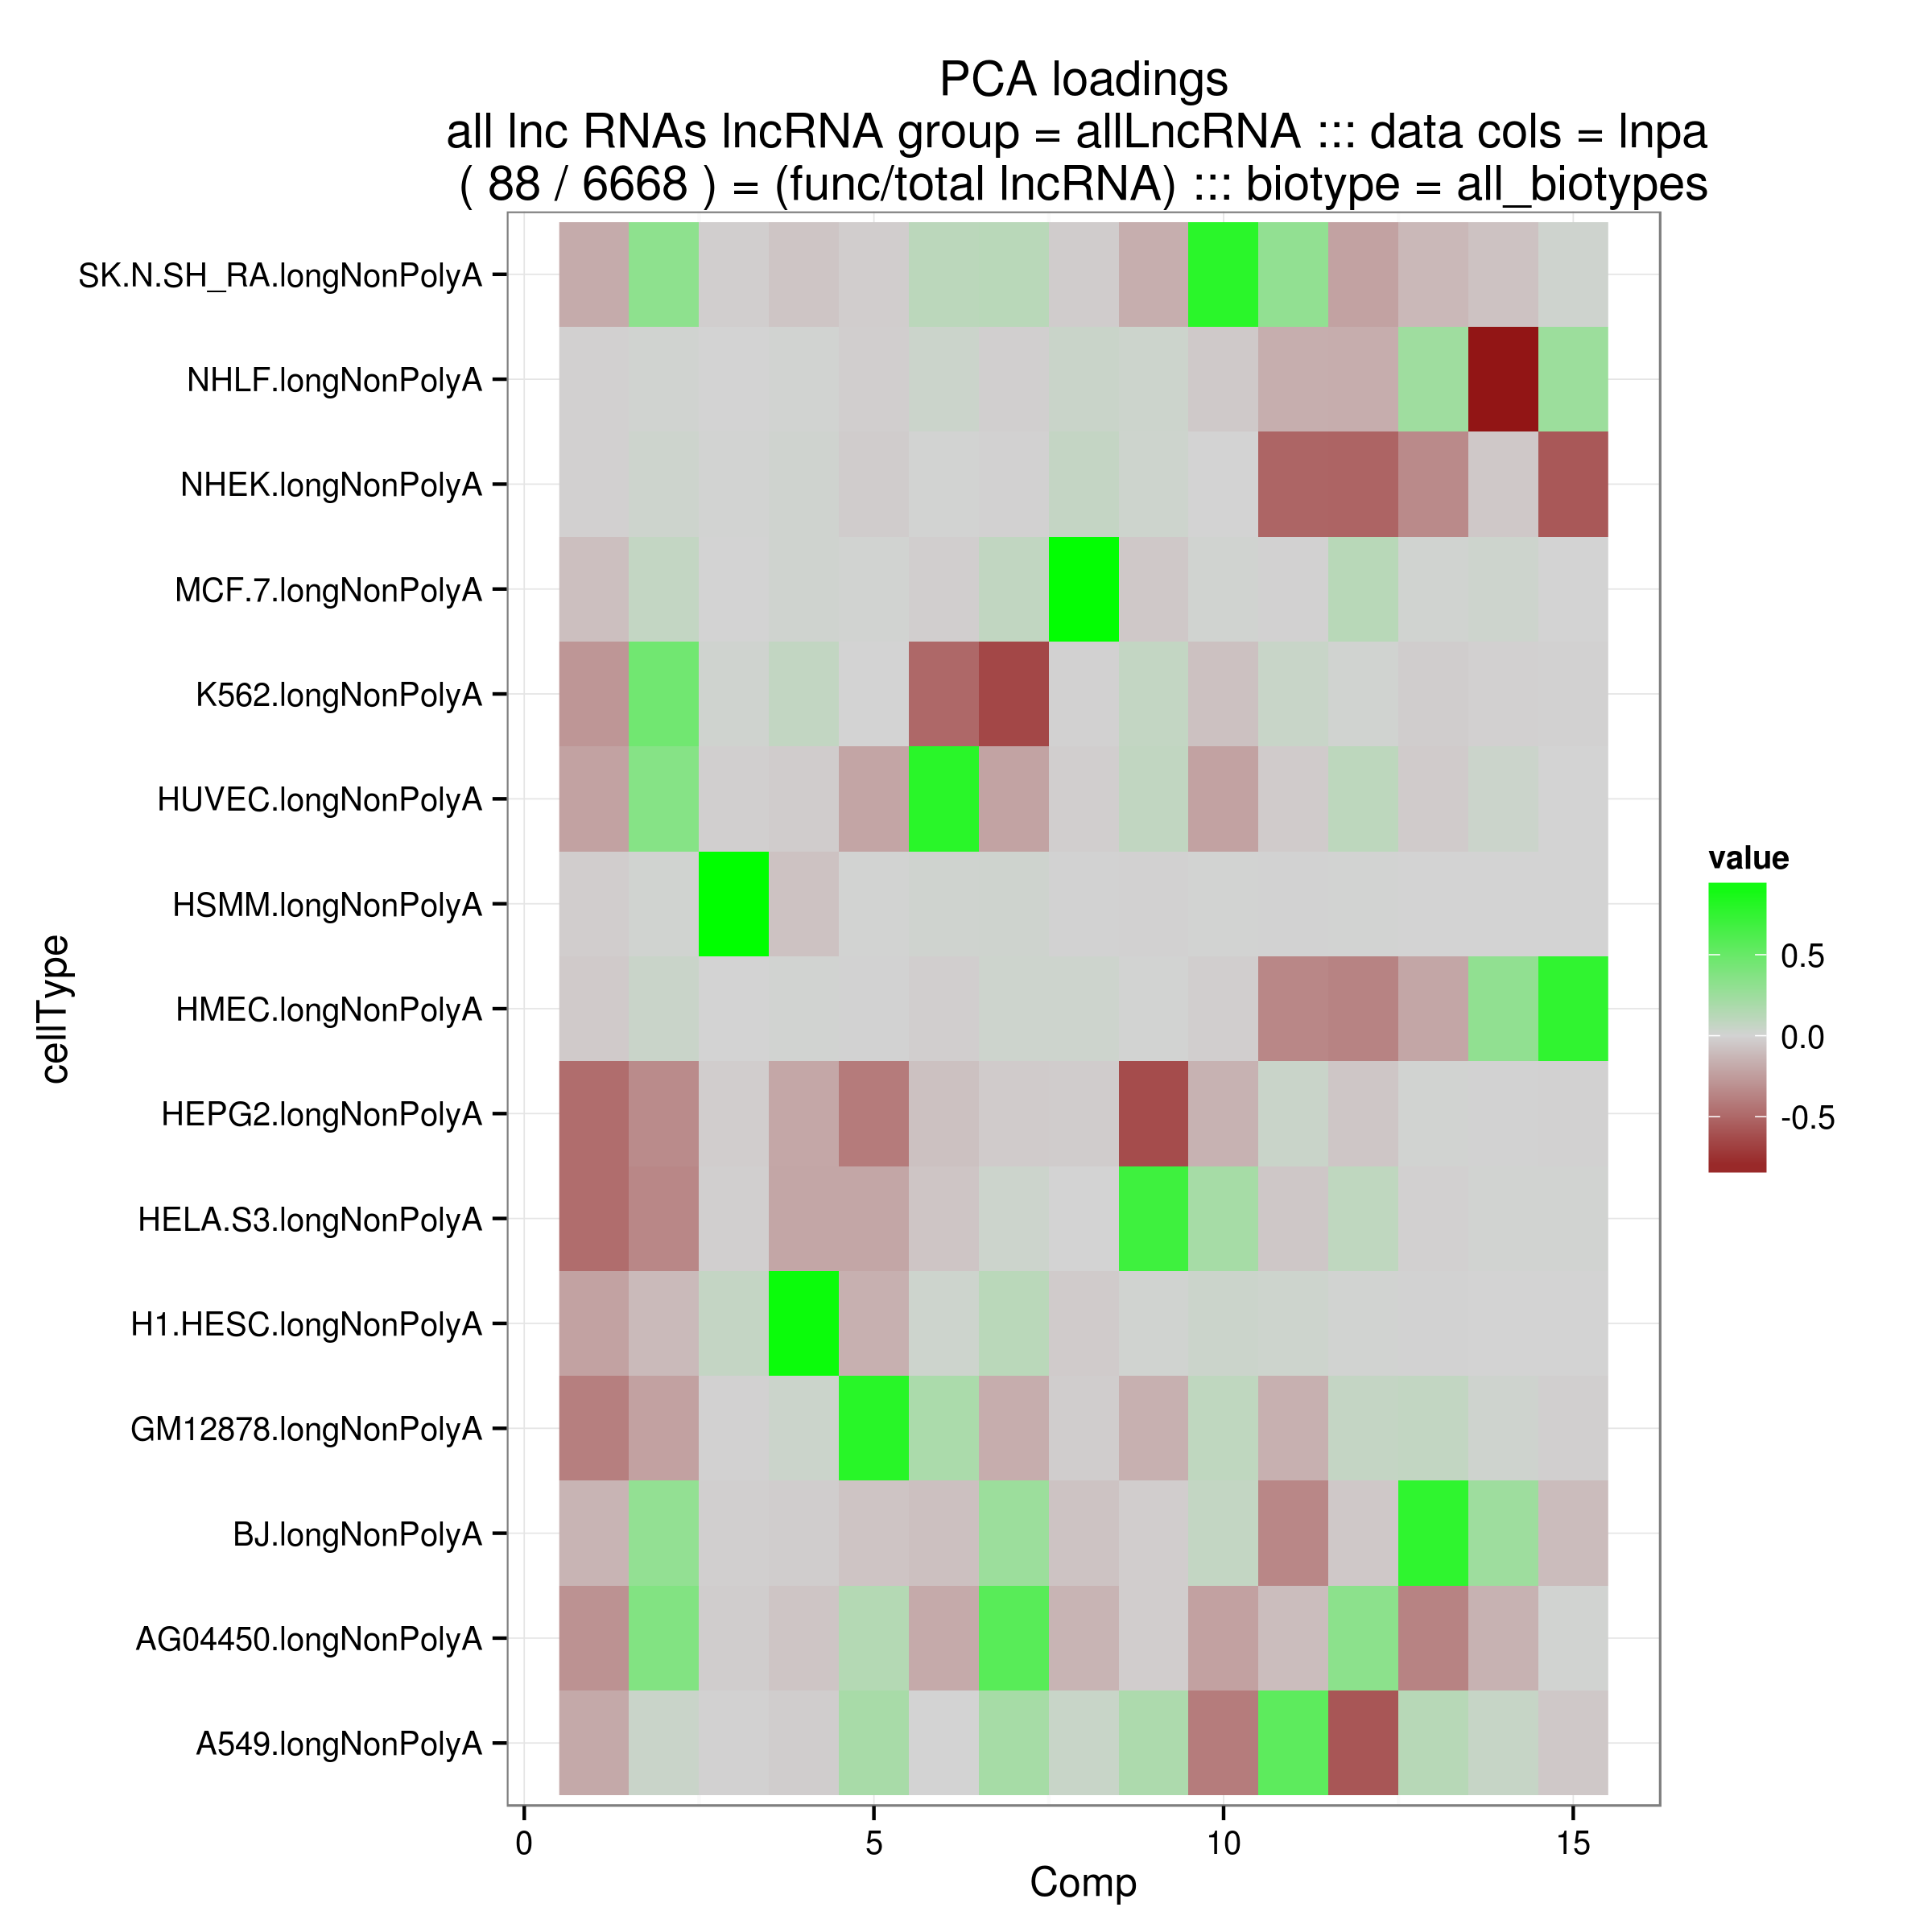 PCA loadings
all lnc RNAs lncRNA group = allLncRNA ::: data cols = lnpa
( 88 / 6668 ) = (func/total lncRNA) ::: biotype = all_biotypes
SK.N.SH_RA.longNonPolyA
NHLF.longNonPolyA
NHEK.longNonPolyA
MCF.7.longNonPolyA
K562.longNonPolyA
HUVEC.longNonPolyA
HSMM.longNonPolyA
HMEC.longNonPolyA
HEPG2.longNonPolyA
HELA.S3.longNonPolyA
H1.HESC.longNonPolyA
GM12878.longNonPolyA
BJ.longNonPolyA
AG04450.longNonPolyA
A549.longNonPolyA
cellType
0 5 10 15
Comp
value
0.5
0.0
-0.5